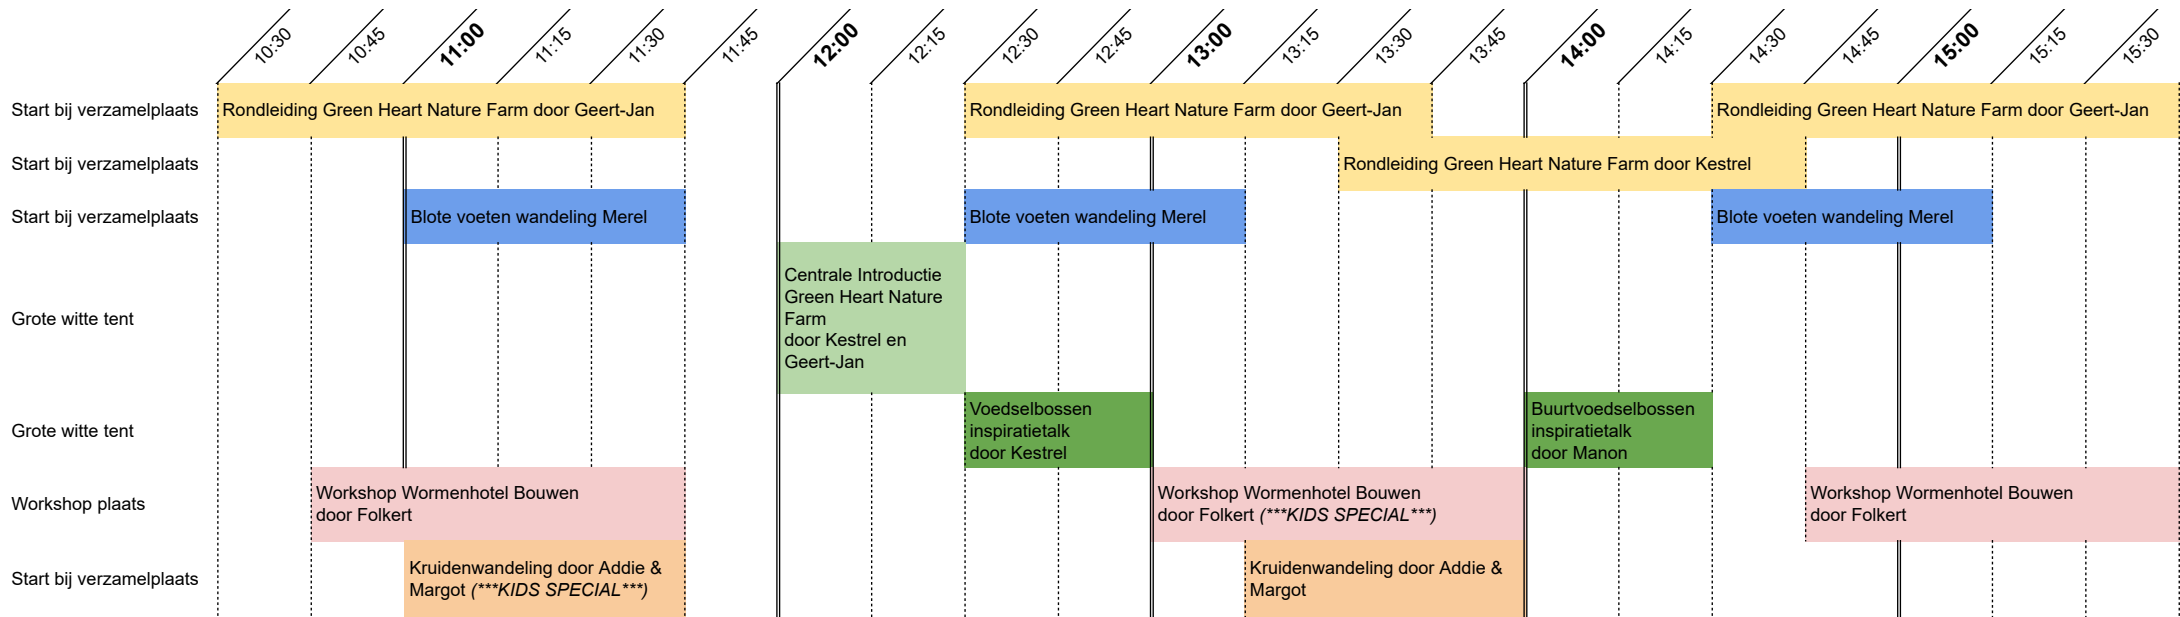 10:30
10:45
11:00
11:15
11:30
11:45
12:00
12:15
12:30
12:45
13:00
13:15
13:30
13:45
14:00
14:15
14:30
14:45
15:00
15:15
15:30
Start bij verzamelplaats
Rondleiding Green Heart Nature Farm door Geert-Jan
Rondleiding Green Heart Nature Farm door Geert-Jan
Rondleiding Green Heart Nature Farm door Geert-Jan
Start bij verzamelplaats
Rondleiding Green Heart Nature Farm door Kestrel
Start bij verzamelplaats
Blote voeten wandeling Merel
Blote voeten wandeling Merel
Blote voeten wandeling Merel
Grote witte tent
Centrale Introductie
Green Heart Nature
Farm
door Kestrel en
Geert-Jan
Grote witte tent
Voedselbossen
inspiratietalk
door Kestrel
Buurtvoedselbossen
inspiratietalk
door Manon
Workshop plaats
Workshop Wormenhotel Bouwen
door Folkert
Workshop Wormenhotel Bouwen
door Folkert (***KIDS SPECIAL***)
Workshop Wormenhotel Bouwen
door Folkert
Start bij verzamelplaats
Kruidenwandeling door Addie &
Margot (***KIDS SPECIAL***)
Kruidenwandeling door Addie &
Margot